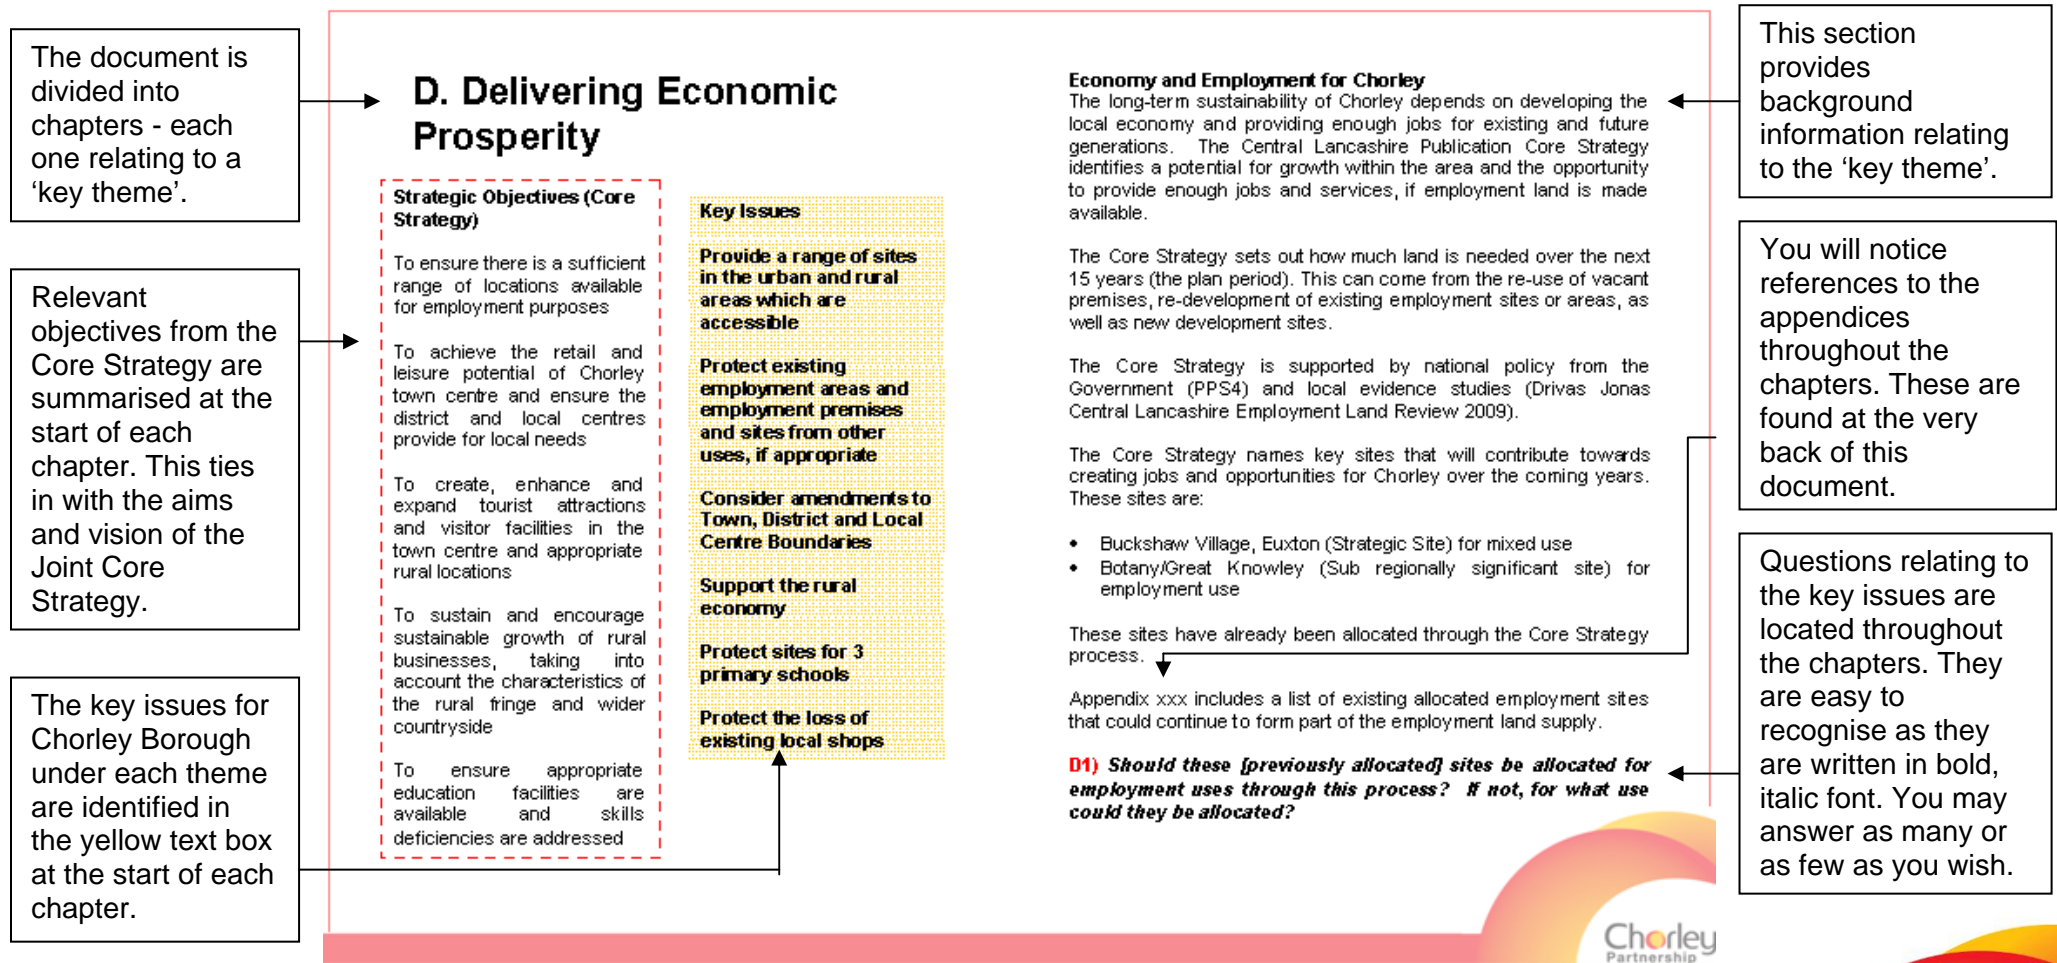 The document is
divided into
chapters - each
one relating to a
‘key theme’.
Relevant
objectives from the
Core Strategy are
summarised at the
start of each
chapter. This ties
in with the aims
and vision of the
Joint Core
Strategy.
The key issues for
Chorley Borough
under each theme
are identified in
the yellow text box
at the start of each
chapter.
D. Delivering Economic
Prosperity
Strategic Objectives (Core
Strategy)
To ensure there is a sufficient
range of locations available
for employment purposes
To achieve the retail and
leisure potential of Chorley
town centre and ensure the
district and local centres
provide for local needs
To create, enhance and
expand tourist attractions
and visitor facilities in the
town centre and appropriate
rural locations
To sustain and encourage
sustainable growth of rural
businesses, taking into
account the characteristics of
the rural fringe and wider
countryside
To ensure appropriate
education facilities are
available and skills
deficiencies are addressed
Key Issues
Provide a range of sites
in the urban and rural
areas which are
accessible
Protect existing
employment areas and
employment premises
and sites from other
uses, if appropriate
Consider amendments to
Town, District and Local
Centre Boundaries
Support the rural
economy
Protect sites for 3
primary schools
Protect the loss of
existing local shops
Economy and Employment for Chorley
The long-term sustainability of Chorley depends on developing the
local economy and providing enough jobs for existing and future
generations. The Central Lancashire Publication Core Strategy
identifies a potential for growth within the area and the opportunity
to provide enough jobs and services, if employment land is made
available.
The Core Strategy sets out how much land is needed over the next
15 years (the plan period). This can come from the re-use of vacant
premises, re-development of existing employment sites or areas, as
well as new development sites.
The Core Strategy is supported by national policy from the
Government (PPS4) and local evidence studies (Drivas Jonas
Central Lancashire Employment Land Review 2009).
The Core Strategy names key sites that will contribute towards
creating jobs and opportunities for Chorley over the coming years.
These sites are:
• Buckshaw Village, Euxton (Strategic Site) for mixed use
• Botany/Great Knowley (Sub regionally significant site) for
employment use
These sites have already been allocated through the Core Strategy
process.
Appendix xxx includes a list of existing allocated employment sites
that could continue to form part of the employment land supply.
D1) Should these [previously allocated] sites be allocated for
employment uses through this process? If not, for what use
could they be allocated?
Chorley
Partnership
This section
provides
background
information relating
to the ‘key theme’.
You will notice
references to the
appendices
throughout the
chapters. These are
found at the very
back of this
document.
Questions relating to
the key issues are
located throughout
the chapters. They
are easy to
recognise as they
are written in bold,
italic font. You may
answer as many or
as few as you wish.